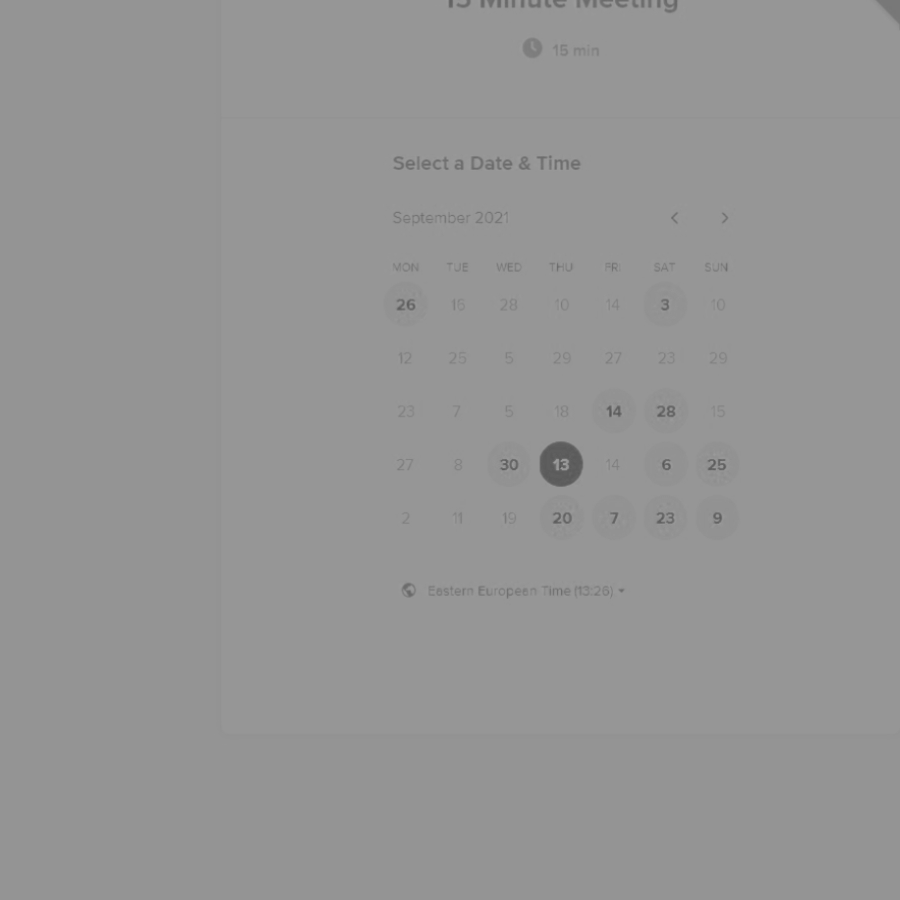 15 Minute Meeting
15 min
Select a Date & Time
September 2021
MON TUE WED THU FRI SAT SUN
26 16 28 10 14 3 10
12 25 5 29 27 23 29
23 7 5 18 14 28 15
27 8 30 13 14 6 25
2 11 19 20 7 23 9
Eastern European Time (13:26)